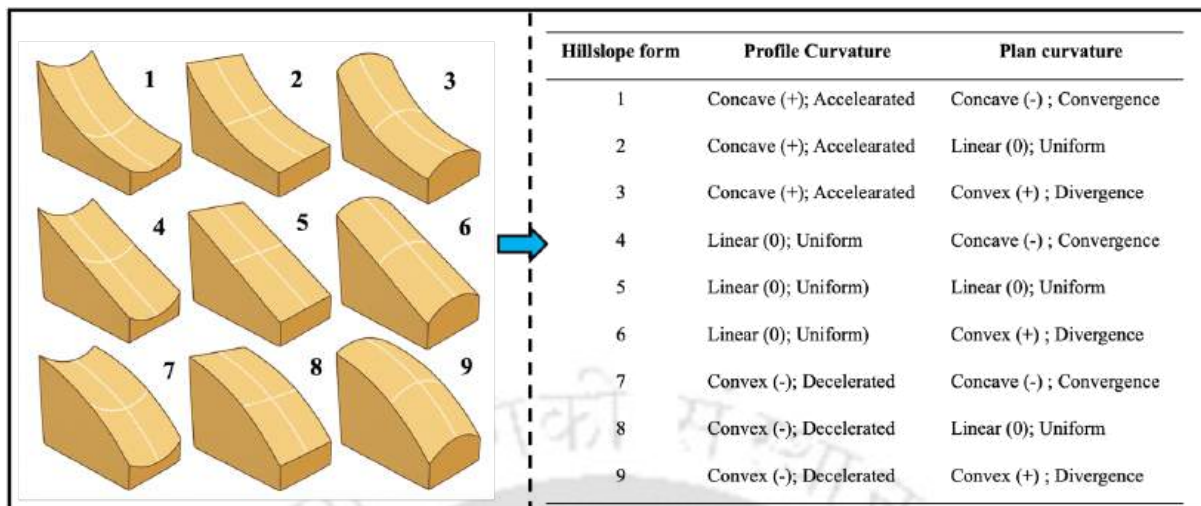 1
2
3
4
5
6
7
8
9
Hillslope form Profile Curvature Plan curvature
1 Concave (+); Accelearated Concave (-) ; Convergence
2 Concave (+); Accelearated Linear (0); Uniform
3 Concave (+); Accelearated Convex (+) ; Divergence
4 Linear (0); Uniform Concave (-) ; Convergence
5 Linear (0); Uniform) Linear (0); Uniform
6 Linear (0); Uniform) Convex (+) ; Divergence
7 Convex (-); Decelerated Concave (-) ; Convergence
8 Convex (-); Decelerated Linear (0); Uniform
9 Convex (-); Decelerated Convex (+) ; Divergence